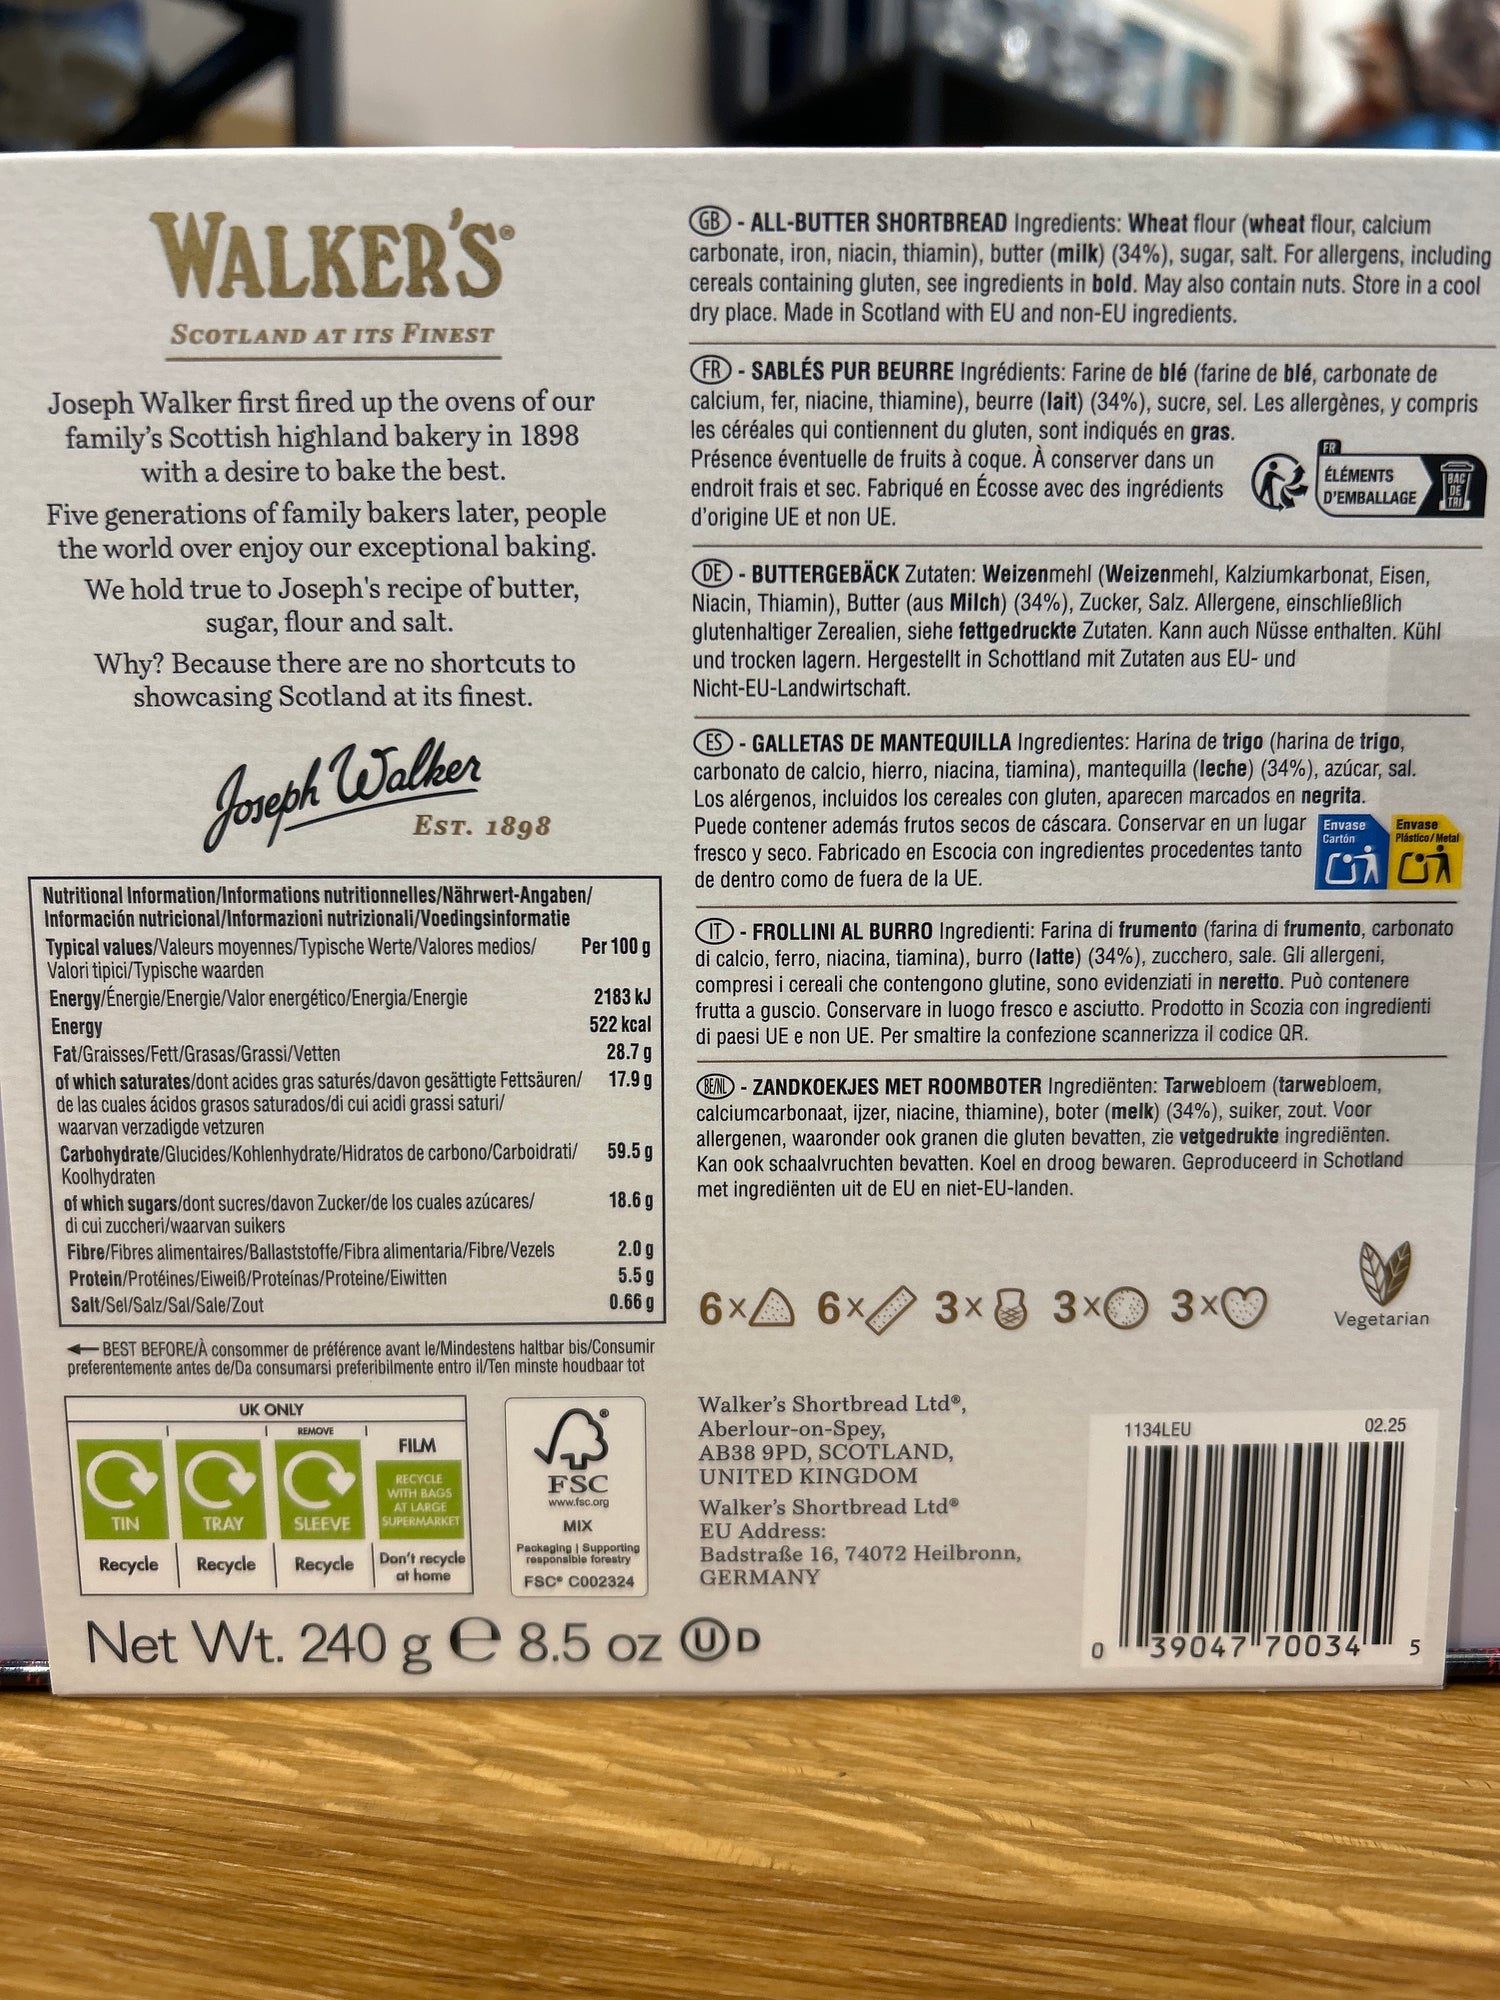 WALKER'S®
SCOTLAND AT ITS FINEST
Joseph Walker first fired up the ovens of our
family's Scottish highland bakery in 1898
with a desire to bake the best.
Five generations of family bakers later, people
the world over enjoy our exceptional baking.
We hold true to Joseph's recipe of butter,
sugar, flour and salt.
Why? Because there are no shortcuts to
showcasing Scotland at its finest.
Joseph Walker
EST. 1898
Nutritional Information/Informations nutritionnelles/Nährwert-Angaben/
Información nutricional/Informazioni nutrizionali/Voedingsinformatie
Typical values/Valeurs moyennes/Typische Werte/Valores medios/ Per 100 g
Valori tipici/Typische waarden
Energy/Énergie/Energie/Valor energético/Energia/Energie 2183 kJ
Energy 522 kcal
Fat/Graisses/Fett/Grasas/Grassi/Vetten 28.7 g
of which saturates/dont acides gras saturés/davon gesättigte Fettsäuren/ 17.9 g
de las cuales ácidos grasos saturados/di cui acidi grassi saturi/
waarvan verzadigde vetzuren
Carbohydrate/Glucides/Kohlenhydrate/Hidratos de carbono/Carboidrati/ 59.5 g
Koolhydraten
of which sugars/dont sucres/davon Zucker/de los cuales azúcares/ 18.6 g
di cui zuccheri/waarvan suikers
Fibre/Fibres alimentaires/Ballaststoffe/Fibra alimentaria/Fibre/Vezels 2.0 g
Protein/Protéines/Eiweiß/Proteínas/Proteine/Eiwitten 5.5 g
Salt/Sel/Salz/Sal/Sale/Zout 0.66 g
BEST BEFORE/À consommer de préférence avant le/Mindestens haltbar bis/Consumir
preferentemente antes de/Da consumarsi preferibilmente entro il/Ten minste houdbaar tot
UK ONLY
REMOVE
FILM
TIN
TRAY
SLEEVE
RECYCLE
WITH BAGS
AT LARGE
SUPERMARKET
Recycle
Recycle
Recycle
Don't recycle
at home
®
FSC
www.fsc.org
MIX
Packaging | Supporting
responsible forestry
FSC® C002324
Net Wt. 240 g ℮ 8.5 oz Ⓤ D
GB - ALL-BUTTER SHORTBREAD Ingredients: Wheat flour (wheat flour, calcium
carbonate, iron, niacin, thiamin), butter (milk) (34%), sugar, salt. For allergens, including
cereals containing gluten, see ingredients in bold. May also contain nuts. Store in a cool
dry place. Made in Scotland with EU and non-EU ingredients.
FR - SABLÉS PUR BEURRE Ingrédients: Farine de blé (farine de blé, carbonate de
calcium, fer, niacine, thiamine), beurre (lait) (34%), sucre, sel. Les allergènes, y compris
les céréales qui contiennent du gluten, sont indiqués en gras.
Présence éventuelle de fruits à coque. À conserver dans un
endroit frais et sec. Fabriqué en Écosse avec des ingrédients
d'origine UE et non UE.
FR
ÉLÉMENTS
D'EMBALLAGE
BAC
DE
TRI
DE - BUTTERGEBÄCK Zutaten: Weizenmehl (Weizenmehl, Kalziumkarbonat, Eisen,
Niacin, Thiamin), Butter (aus Milch) (34%), Zucker, Salz. Allergene, einschließlich
glutenhaltiger Zerealien, siehe fettgedruckte Zutaten. Kann auch Nüsse enthalten. Kühl
und trocken lagern. Hergestellt in Schottland mit Zutaten aus EU- und
Nicht-EU-Landwirtschaft.
ES - GALLETAS DE MANTEQUILLA Ingredientes: Harina de trigo (harina de trigo,
carbonato de calcio, hierro, niacina, tiamina), mantequilla (leche) (34%), azúcar, sal.
Los alérgenos, incluidos los cereales con gluten, aparecen marcados en negrita.
Puede contener además frutos secos de cáscara. Conservar en un lugar
fresco y seco. Fabricado en Escocia con ingredientes procedentes tanto
de dentro como de fuera de la UE.
Envase
Cartón
Envase
Plástico/Metal
IT - FROLLINI AL BURRO Ingredienti: Farina di frumento (farina di frumento, carbonato
di calcio, ferro, niacina, tiamina), burro (latte) (34%), zucchero, sale. Gli allergeni,
compresi i cereali che contengono glutine, sono evidenziati in neretto. Può contenere
frutta a guscio. Conservare in luogo fresco e asciutto. Prodotto in Scozia con ingredienti
di paesi UE e non UE. Per smaltire la confezione scannerizza il codice QR.
BE/NL - ZANDKOEKJES MET ROOMBOTER Ingrediënten: Tarwebloem (tarwebloem,
calciumcarbonaat, ijzer, niacine, thiamine), boter (melk) (34%), suiker, zout. Voor
allergenen, waaronder ook granen die gluten bevatten, zie vetgedrukte ingrediënten.
Kan ook schaalvruchten bevatten. Koel en droog bewaren. Geproduceerd in Schotland
met ingrediënten uit de EU en niet-EU-landen.
6× 6× 3× 3× 3×
Vegetarian
Walker's Shortbread Ltd®,
Aberlour-on-Spey,
AB38 9PD, SCOTLAND,
UNITED KINGDOM
Walker's Shortbread Ltd®
EU Address:
Badstraße 16, 74072 Heilbronn,
GERMANY
1134LEU 02.25
0 39047 70034 5